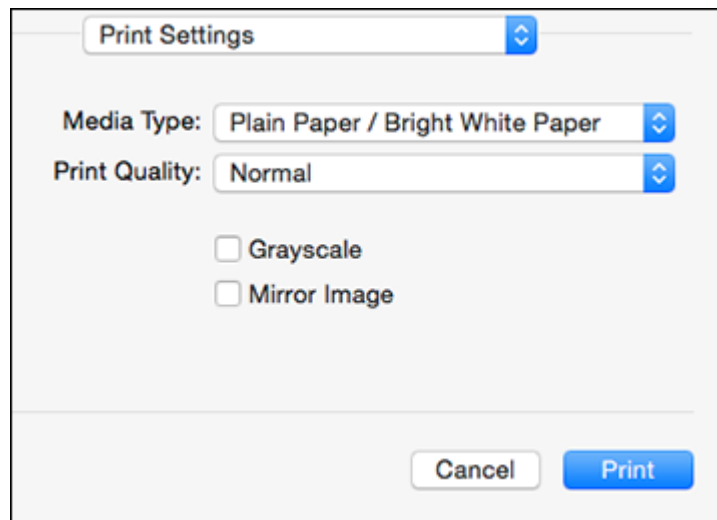 Print Settings
Media Type: Plain Paper / Bright White Paper
Print Quality: Normal
Grayscale
Mirror Image
Cancel Print